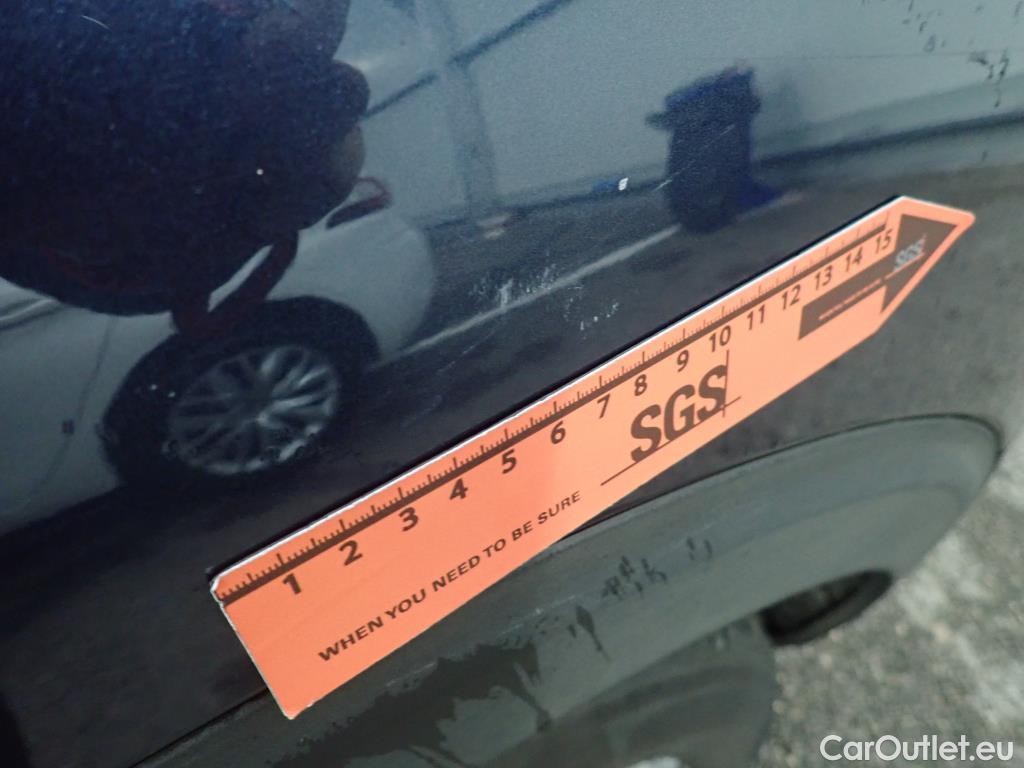 1 2 3 4 5 6 7 8 9 10 11 12 13 14 15
SGS
SGS
WHEN YOU NEED TO BE SURE
CarOutlet.eu